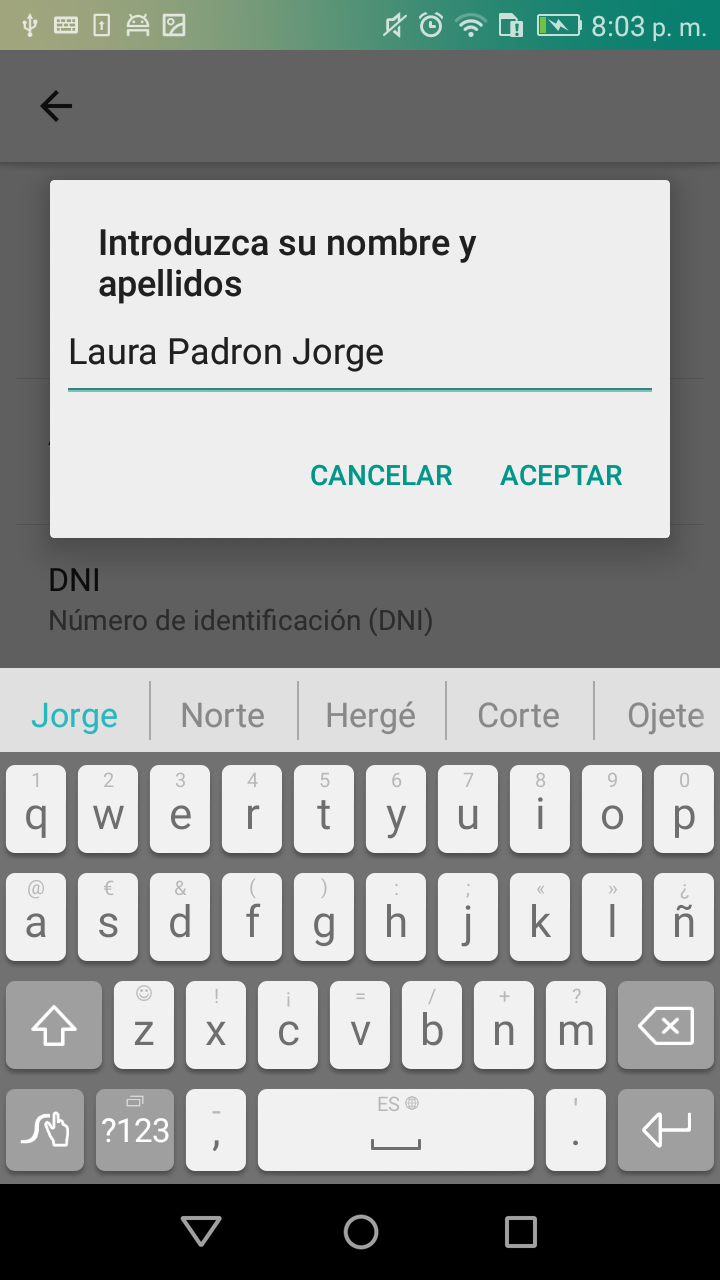 8:03 p. m.
Introduzca su nombre y
apellidos
Laura Padron Jorge
CANCELAR ACEPTAR
DNI
Número de identificación (DNI)
Jorge Norte Hergé Corte Ojete
1 2 3 4 5 6 7 8 9 0
q w e r t y u i o p
@ € & ( ) : ; « » ¿
a s d f g h j k l ñ
! ¡ = / + ?
z x c v b n m
- ES '
?123 , .